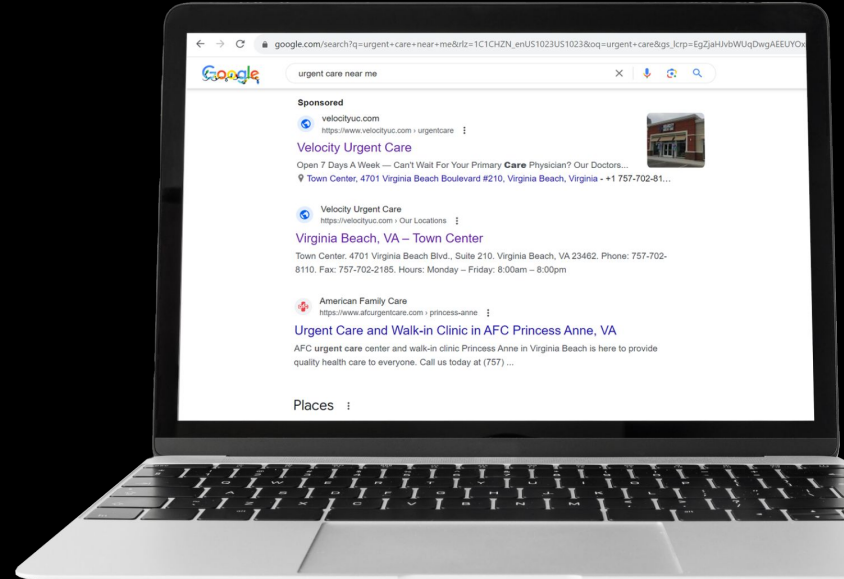 google.com/search?q=urgent+care+near+me&rlz=1C1CHZN_enUS1023US1023&oq=urgent+care&gs_lcrp=EgZjaHJvbWUqDwgAEEUYOx
Google
urgent care near me
Sponsored
velocityuc.com
https://www.velocityuc.com › urgentcare
Velocity Urgent Care
Open 7 Days A Week — Can't Wait For Your Primary Care Physician? Our Doctors...
Town Center, 4701 Virginia Beach Boulevard #210, Virginia Beach, Virginia - +1 757-702-81...
Velocity Urgent Care
https://velocityuc.com › Our Locations
Virginia Beach, VA – Town Center
Town Center. 4701 Virginia Beach Blvd., Suite 210. Virginia Beach, VA 23462. Phone: 757-702-
8110. Fax: 757-702-2185. Hours: Monday – Friday: 8:00am – 8:00pm
American Family Care
https://www.afcurgentcare.com › princess-anne
Urgent Care and Walk-in Clinic in AFC Princess Anne, VA
AFC urgent care center and walk-in clinic Princess Anne in Virginia Beach is here to provide
quality health care to everyone. Call us today at (757) ...
Places